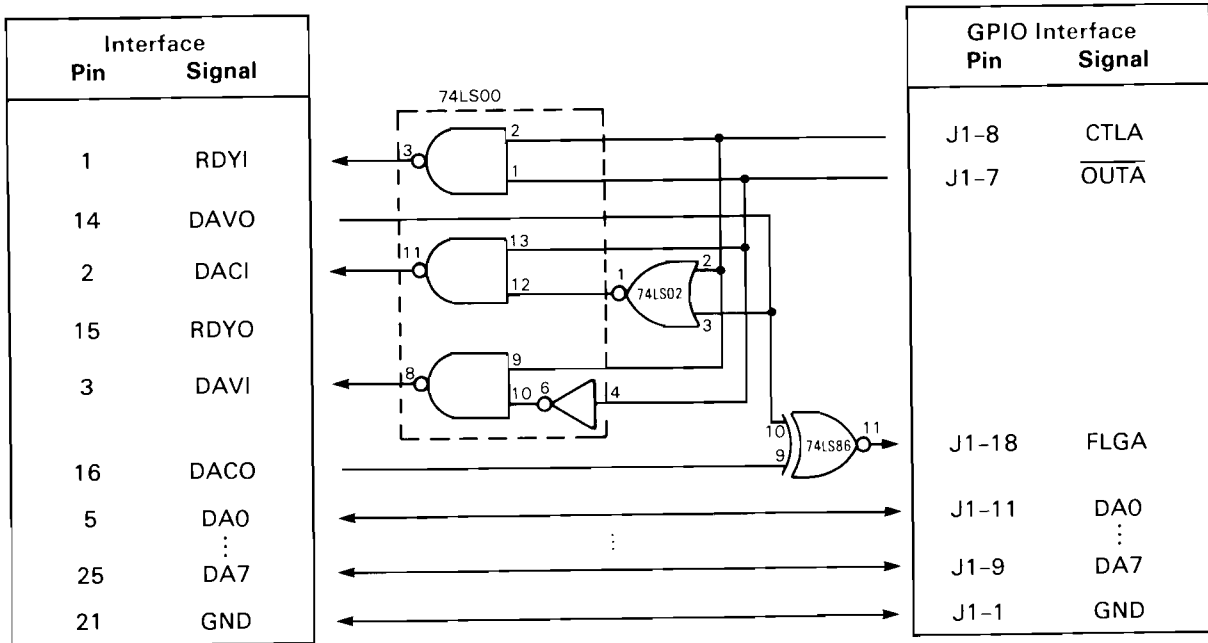 Interface
Pin Signal
1 RDYI
14 DAVO
2 DACI
15 RDYO
3 DAVI
16 DACO
5 DA0
⋮
25 DA7
21 GND
74LS00
3
2
1
11
13
12
1
74LS02
2
3
8
9
10
6
4
10
9
74LS86
11
⋮
GPIO Interface
Pin Signal
J1-8 CTLA
J1-7 O̅U̅T̅A̅
J1-18 FLGA
J1-11 DA0
⋮
J1-9 DA7
J1-1 GND